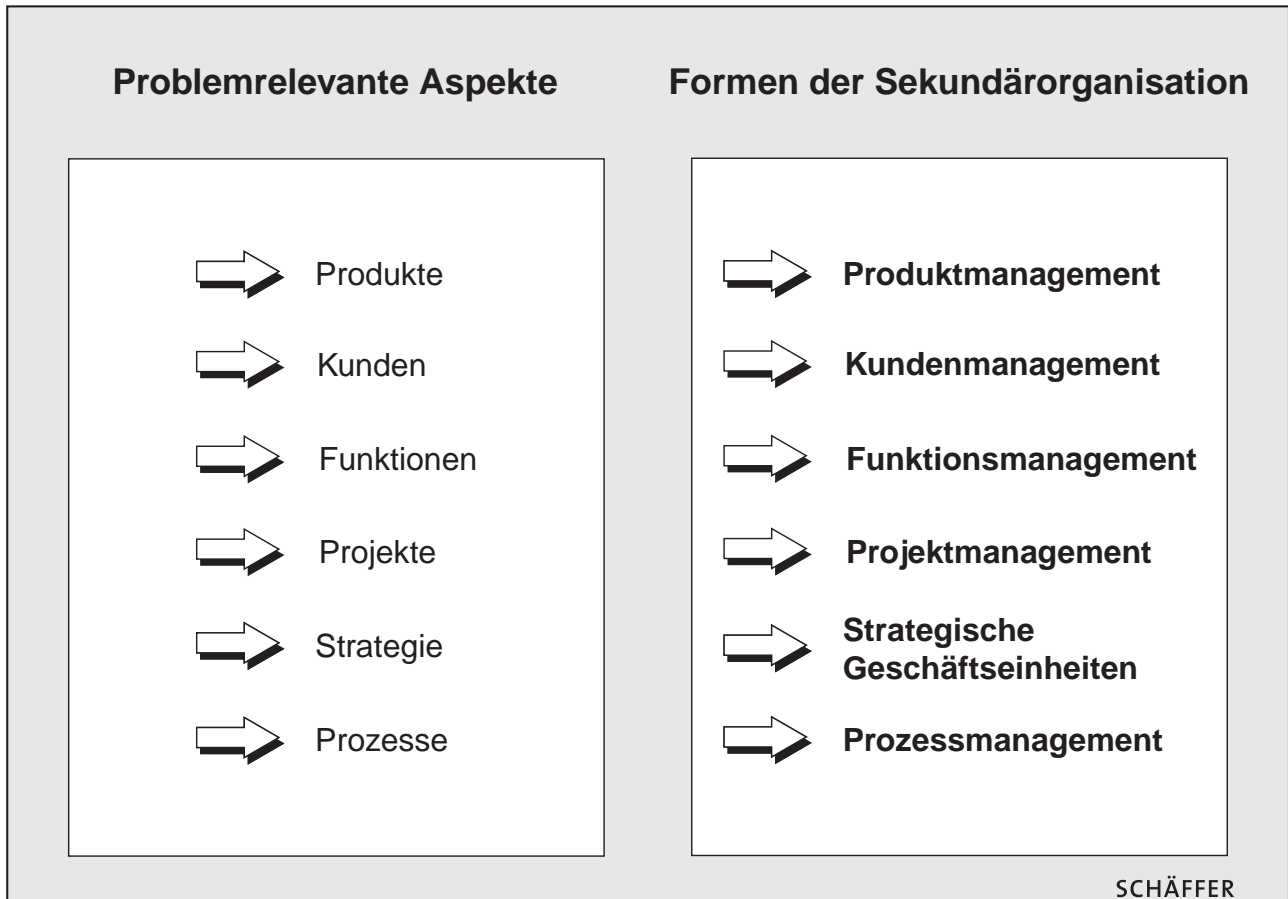 Problemrelevante Aspekte
Formen der Sekundärorganisation
Produkte
Kunden
Funktionen
Projekte
Strategie
Prozesse
Produktmanagement
Kundenmanagement
Funktionsmanagement
Projektmanagement
Strategische
Geschäftseinheiten
Prozessmanagement
SCHÄFFER